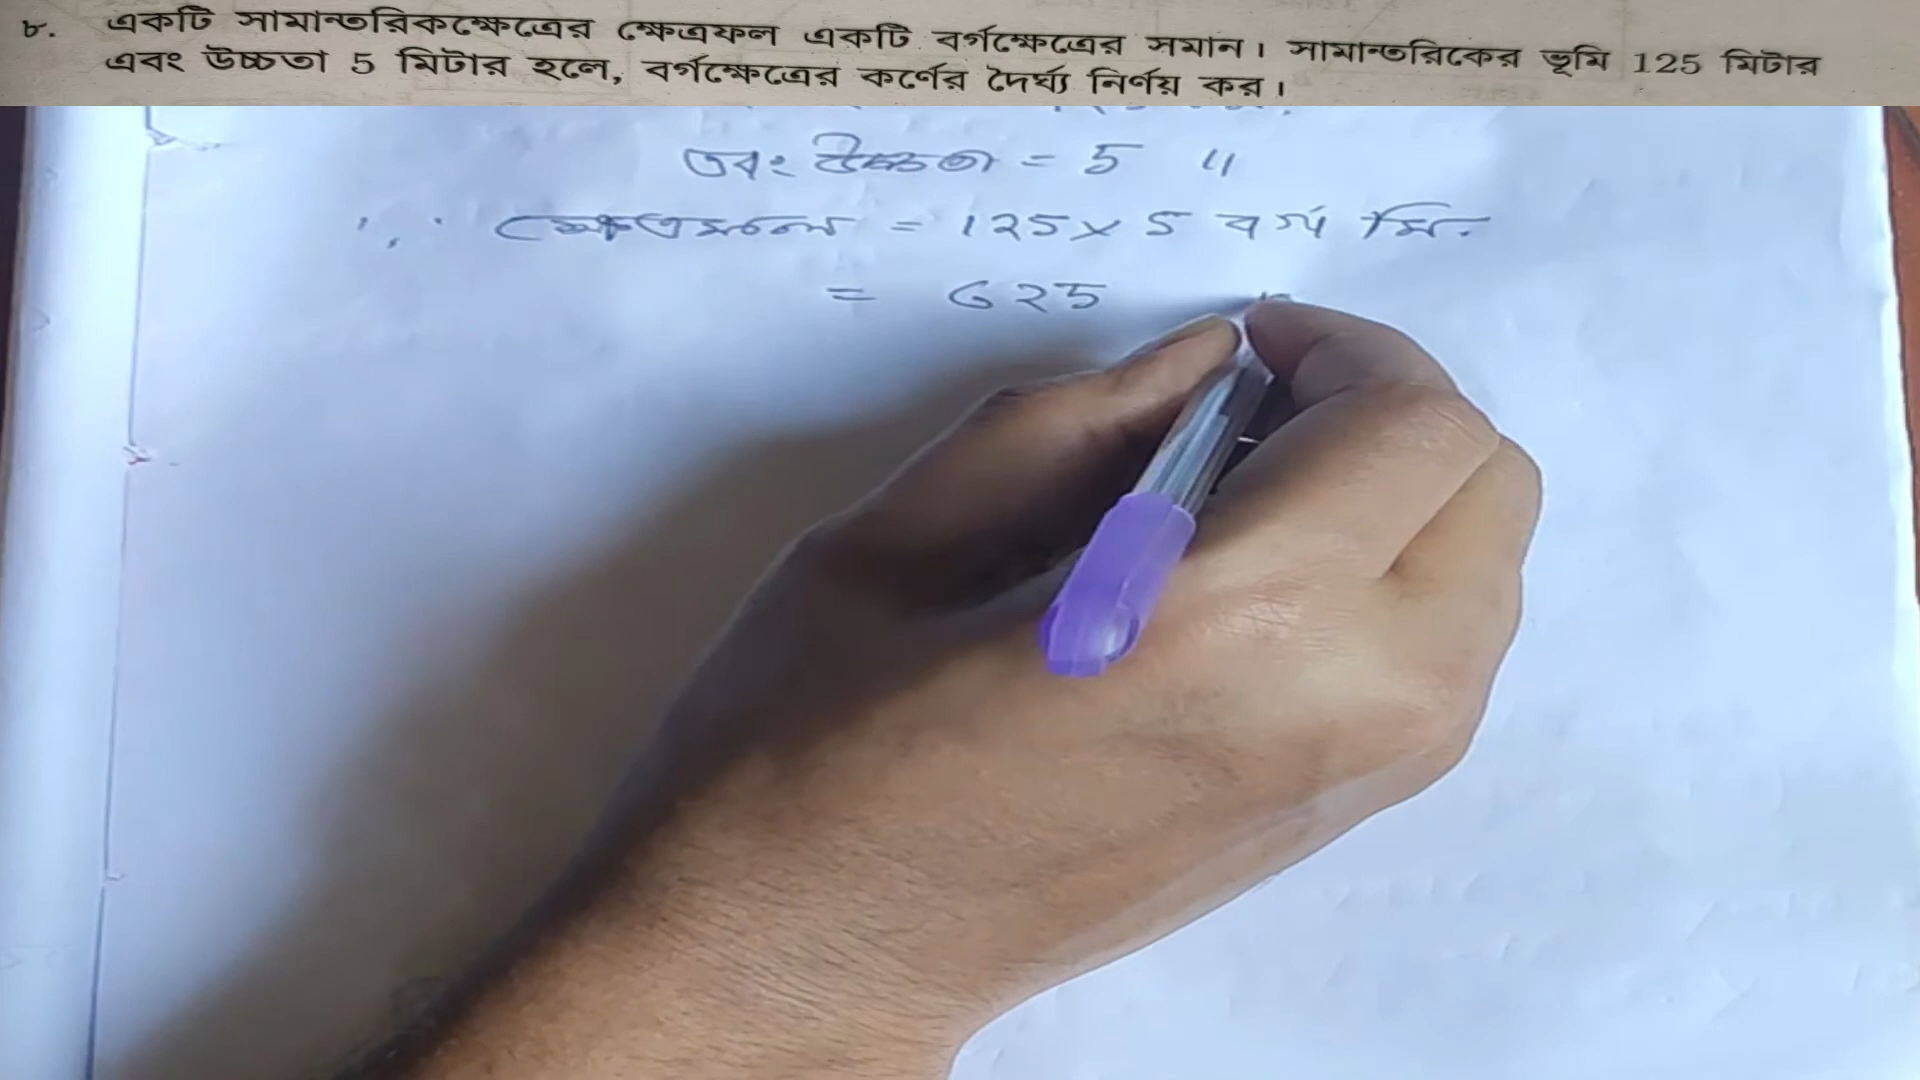 ৮. একটি সামান্তরিকক্ষেত্রের ক্ষেত্রফল একটি বর্গক্ষেত্রের সমান। সামান্তরিকের ভূমি 125 মিটার
এবং উচ্চতা 5 মিটার হলে, বর্গক্ষেত্রের কর্ণের দৈর্ঘ্য নির্ণয় কর।
এবং উচ্চতা = 5 "
∴ ক্ষেত্রফল = 125 × 5 বর্গ মি.
= 625